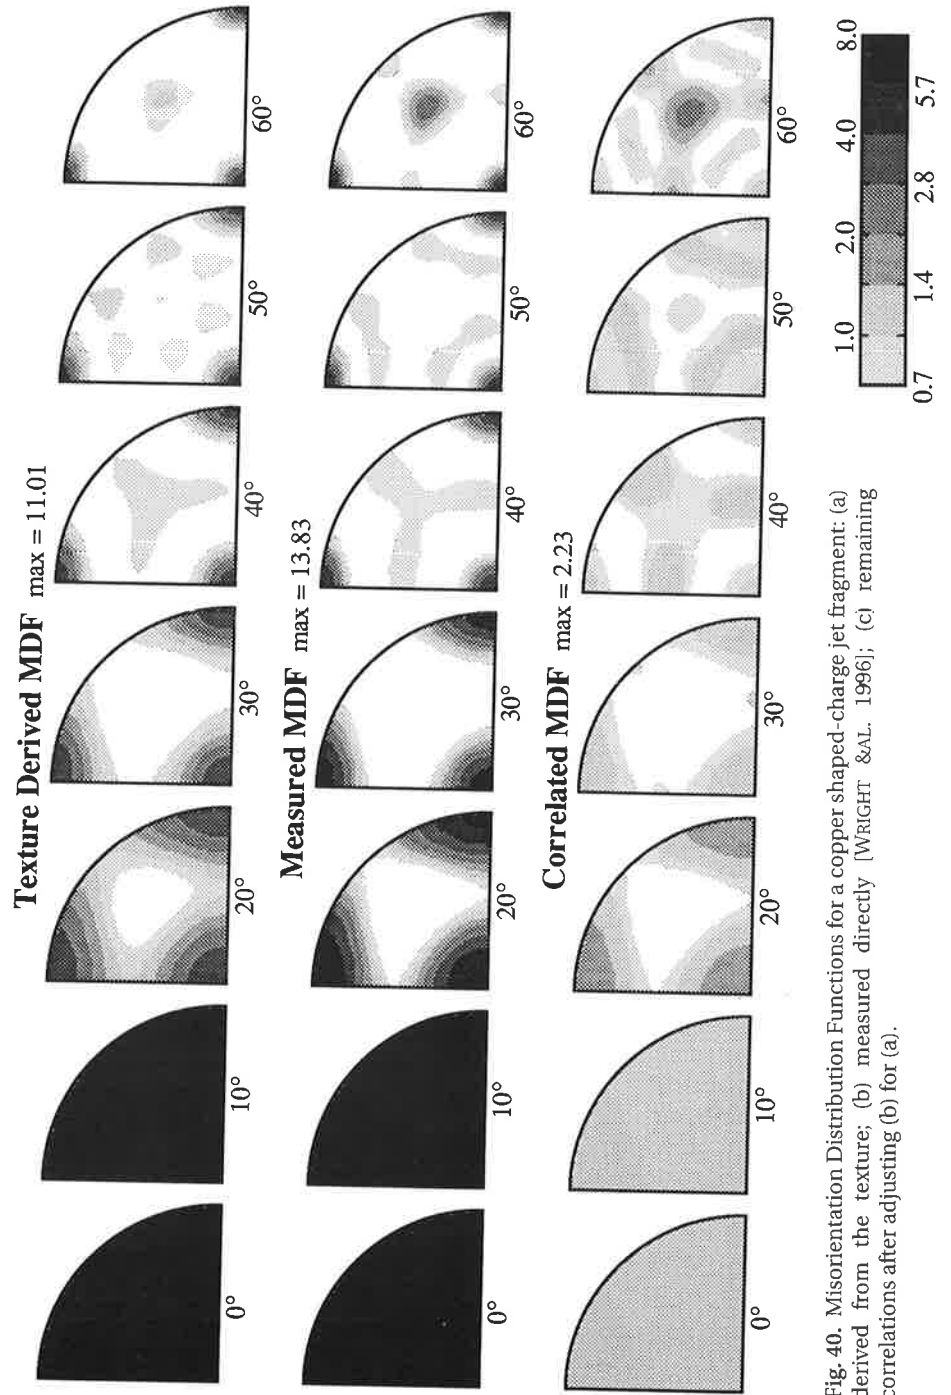 Texture Derived MDF max = 11.01
0° 10° 20° 30° 40° 50° 60°
Measured MDF max = 13.83
0° 10° 20° 30° 40° 50° 60°
Correlated MDF max = 2.23
0° 10° 20° 30° 40° 50° 60°
Fig. 40. Misorientation Distribution Functions for a copper shaped-charge jet fragment: (a)
derived from the texture; (b) measured directly [WRIGHT &AL. 1996]; (c) remaining
correlations after adjusting (b) for (a).
1.0 2.0 4.0 8.0
0.7 1.4 2.8 5.7